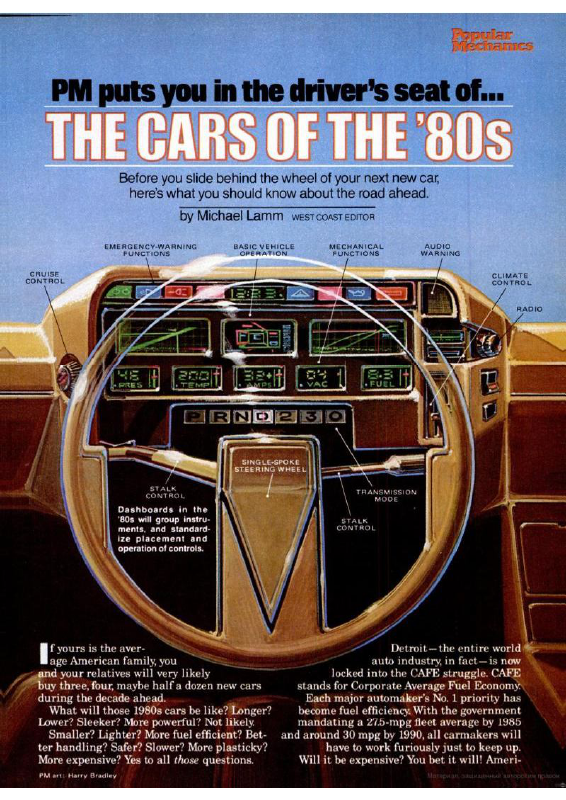 Popular
Mechanics
PM puts you in the driver's seat of...
THE CARS OF THE '80s
Before you slide behind the wheel of your next new car,
here's what you should know about the road ahead.
by Michael Lamm WEST COAST EDITOR
EMERGENCY-WARNING
FUNCTIONS
BASIC VEHICLE
OPERATION
MECHANICAL
FUNCTIONS
AUDIO
WARNING
CRUISE
CONTROL
CLIMATE
CONTROL
RADIO
PRES
200
TEMP
AMPS
041
VAC
8.3
FUEL
P R N D 2 3 0
SINGLE-SPOKE
STEERING WHEEL
STALK
CONTROL
TRANSMISSION
MODE
STALK
CONTROL
Dashboards in the
'80s will group instru-
ments, and standard-
ize placement and
operation of controls.
If yours is the aver-
age American family, you
and your relatives will very likely
buy three, four, maybe half a dozen new cars
during the decade ahead.
What will those 1980s cars be like? Longer?
Lower? Sleeker? More powerful? Not likely.
Smaller? Lighter? More fuel efficient? Bet-
ter handling? Safer? Slower? More plasticky?
More expensive? Yes to all those questions.
Detroit—the entire world
auto industry, in fact—is now
locked into the CAFE struggle. CAFE
stands for Corporate Average Fuel Economy.
Each major automaker's No. 1 priority has
become fuel efficiency. With the government
mandating a 27.5-mpg fleet average by 1985
and around 30 mpg by 1990, all carmakers will
have to work furiously just to keep up.
Will it be expensive? You bet it will! Ameri-
PM art: Harry Bradley
Материал, защищенный авторским правом